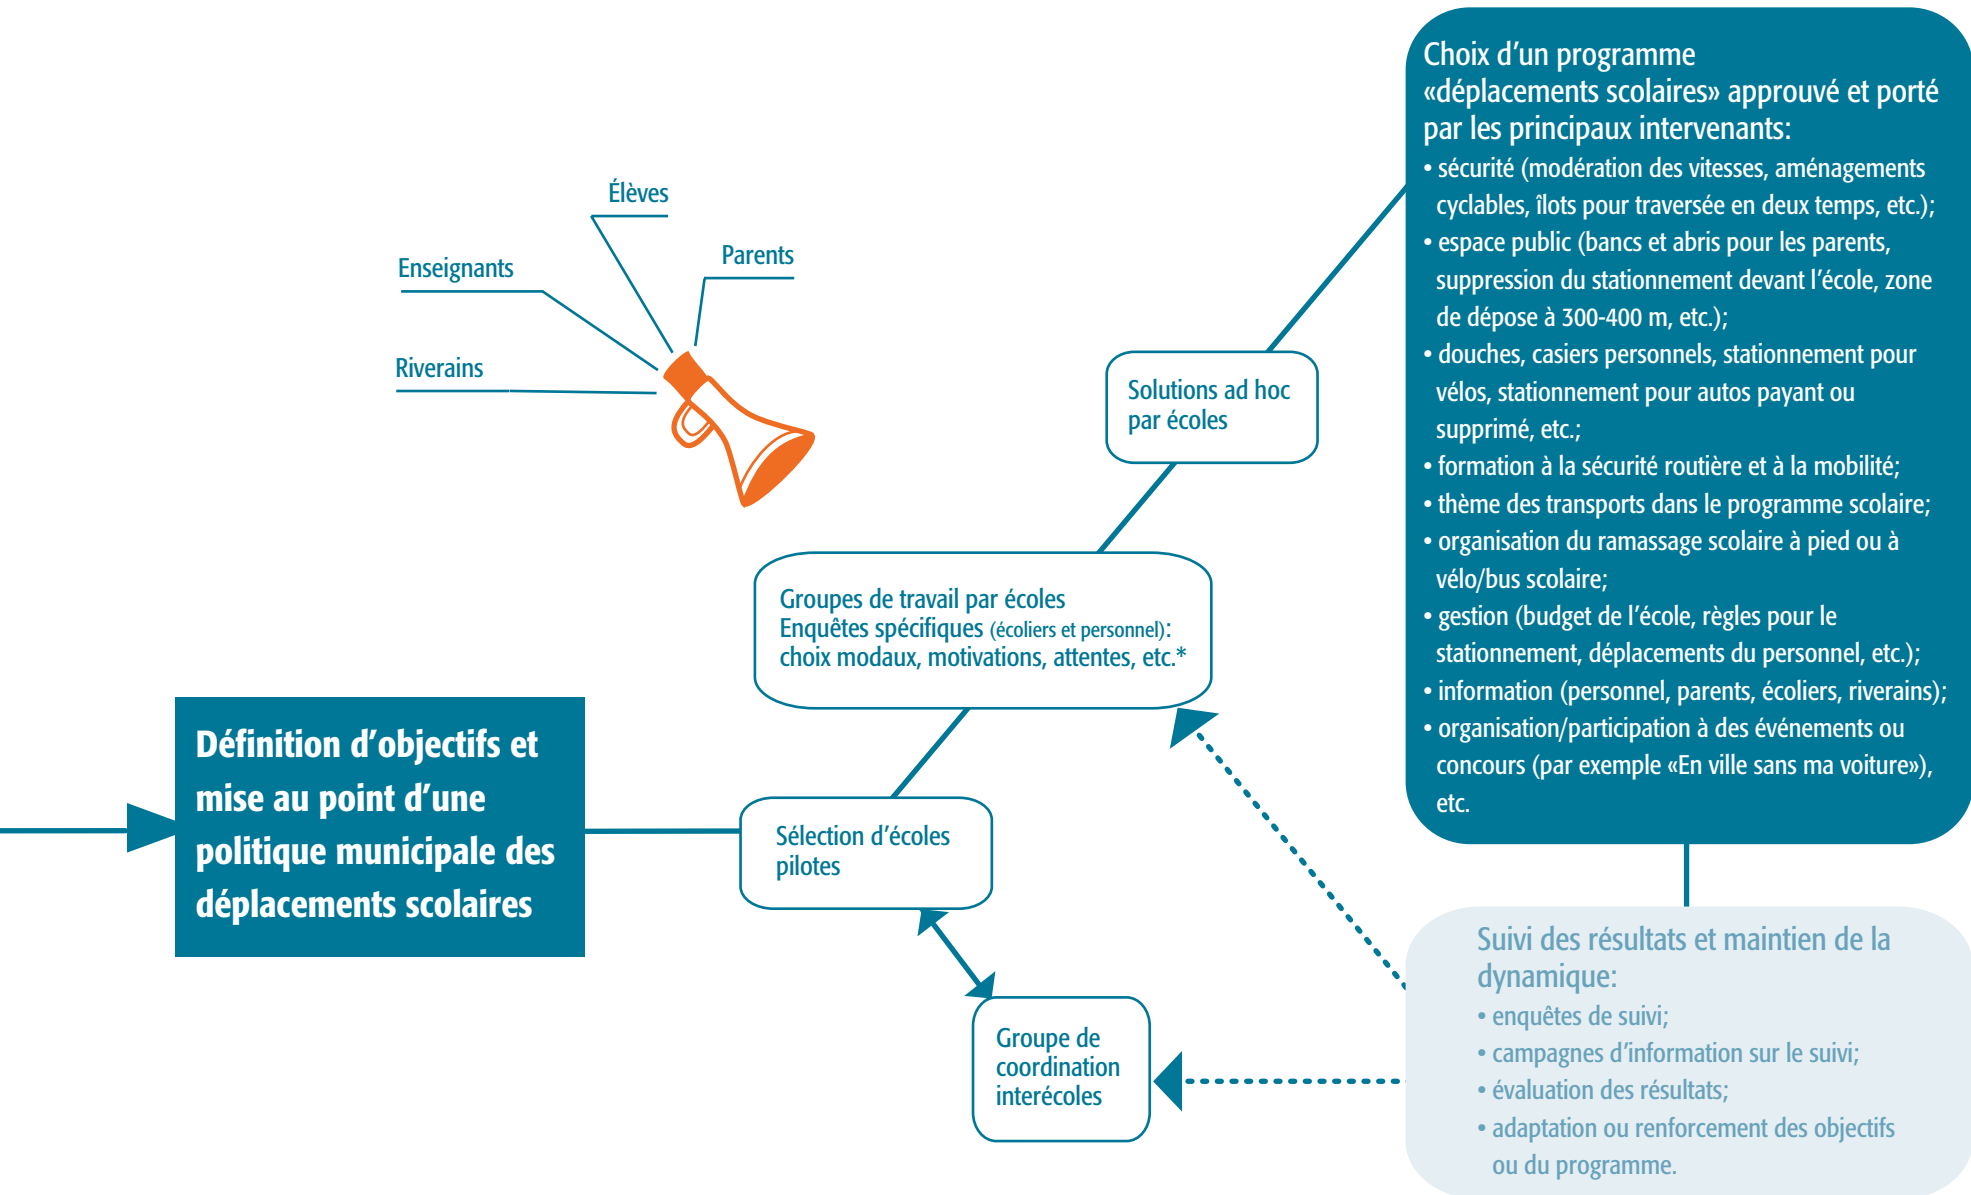 Élèves
Parents
Enseignants
Riverains
Définition d’objectifs et
mise au point d’une
politique municipale des
déplacements scolaires
Sélection d’écoles
pilotes
Groupe de
coordination
interécoles
Groupes de travail par écoles
Enquêtes spécifiques (écoliers et personnel):
choix modaux, motivations, attentes, etc.*
Solutions ad hoc
par écoles
Choix d’un programme
«déplacements scolaires» approuvé et porté
par les principaux intervenants:
• sécurité (modération des vitesses, aménagements
cyclables, îlots pour traversée en deux temps, etc.);
• espace public (bancs et abris pour les parents,
suppression du stationnement devant l’école, zone
de dépose à 300-400 m, etc.);
• douches, casiers personnels, stationnement pour
vélos, stationnement pour autos payant ou
supprimé, etc.;
• formation à la sécurité routière et à la mobilité;
• thème des transports dans le programme scolaire;
• organisation du ramassage scolaire à pied ou à
vélo/bus scolaire;
• gestion (budget de l’école, règles pour le
stationnement, déplacements du personnel, etc.);
• information (personnel, parents, écoliers, riverains);
• organisation/participation à des événements ou
concours (par exemple «En ville sans ma voiture»),
etc.
Suivi des résultats et maintien de la
dynamique:
• enquêtes de suivi;
• campagnes d’information sur le suivi;
• évaluation des résultats;
• adaptation ou renforcement des objectifs
ou du programme.